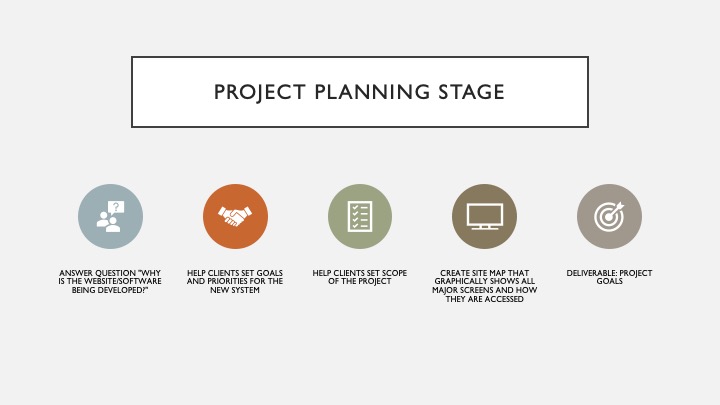 PROJECT PLANNING STAGE
?
ANSWER QUESTION "WHY
IS THE WEBSITE/SOFTWARE
BEING DEVELOPED?"
HELP CLIENTS SET GOALS
AND PRIORITIES FOR THE
NEW SYSTEM
HELP CLIENTS SET SCOPE
OF THE PROJECT
CREATE SITE MAP THAT
GRAPHICALLY SHOWS ALL
MAJOR SCREENS AND HOW
THEY ARE ACCESSED
DELIVERABLE: PROJECT
GOALS